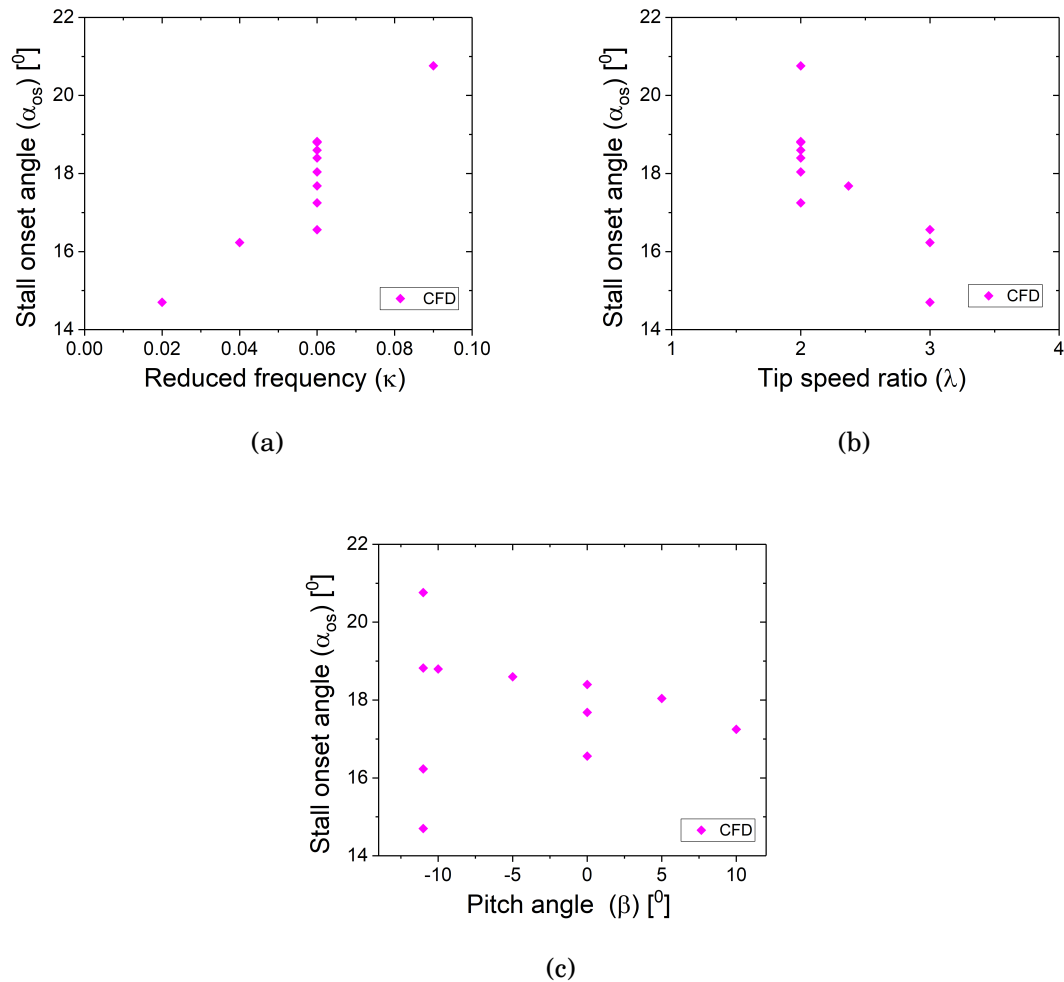 22
20
18
16
14
Stall onset angle (αos) [0]
0.00 0.02 0.04 0.06 0.08 0.10
Reduced frequency (κ)
CFD
(a)
22
20
18
16
14
Stall onset angle (αos) [0]
1 2 3 4
Tip speed ratio (λ)
CFD
(b)
22
20
18
16
14
Stall onset angle (αos) [0]
-10 -5 0 5 10
Pitch angle (β) [0]
CFD
(c)